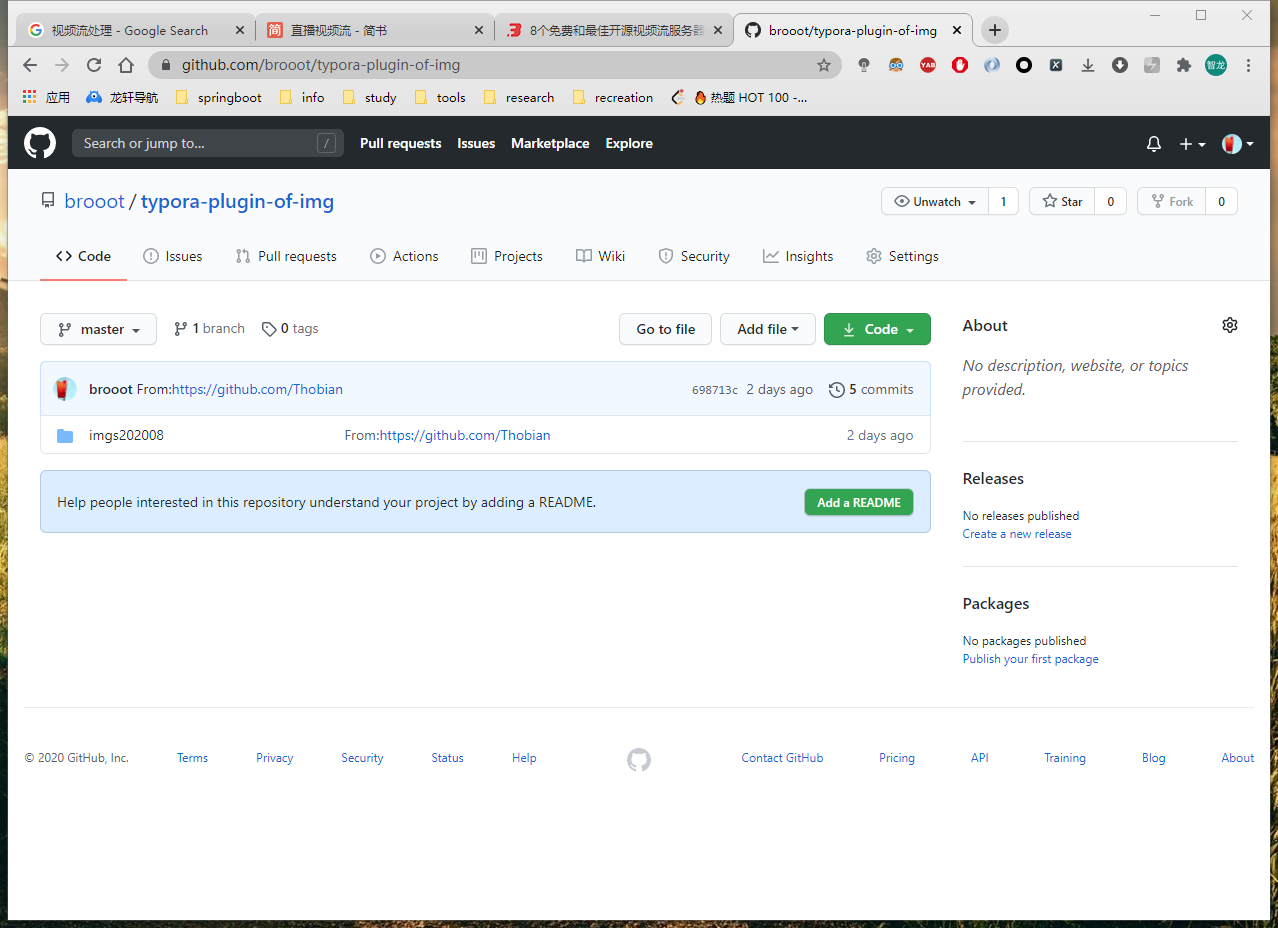 视频流处理 - Google Search
直播视频流 - 简书
8个免费和最佳开源视频流服务器
brooot/typora-plugin-of-img
github.com/brooot/typora-plugin-of-img
YAB
智龙
应用
龙轩导航
springboot
info
study
tools
research
recreation
热题 HOT 100 -...
Search or jump to...
/
Pull requests
Issues
Marketplace
Explore
brooot / typora-plugin-of-img
Unwatch 1
Star 0
Fork 0
Code
Issues
Pull requests
Actions
Projects
Wiki
Security
Insights
Settings
master
1 branch
0 tags
Go to file
Add file
Code
brooot From:https://github.com/Thobian
698713c 2 days ago
5 commits
imgs202008
From:https://github.com/Thobian
2 days ago
Help people interested in this repository understand your project by adding a README.
Add a README
About
No description, website, or topics
provided.
Releases
No releases published
Create a new release
Packages
No packages published
Publish your first package
© 2020 GitHub, Inc.
Terms
Privacy
Security
Status
Help
Contact GitHub
Pricing
API
Training
Blog
About